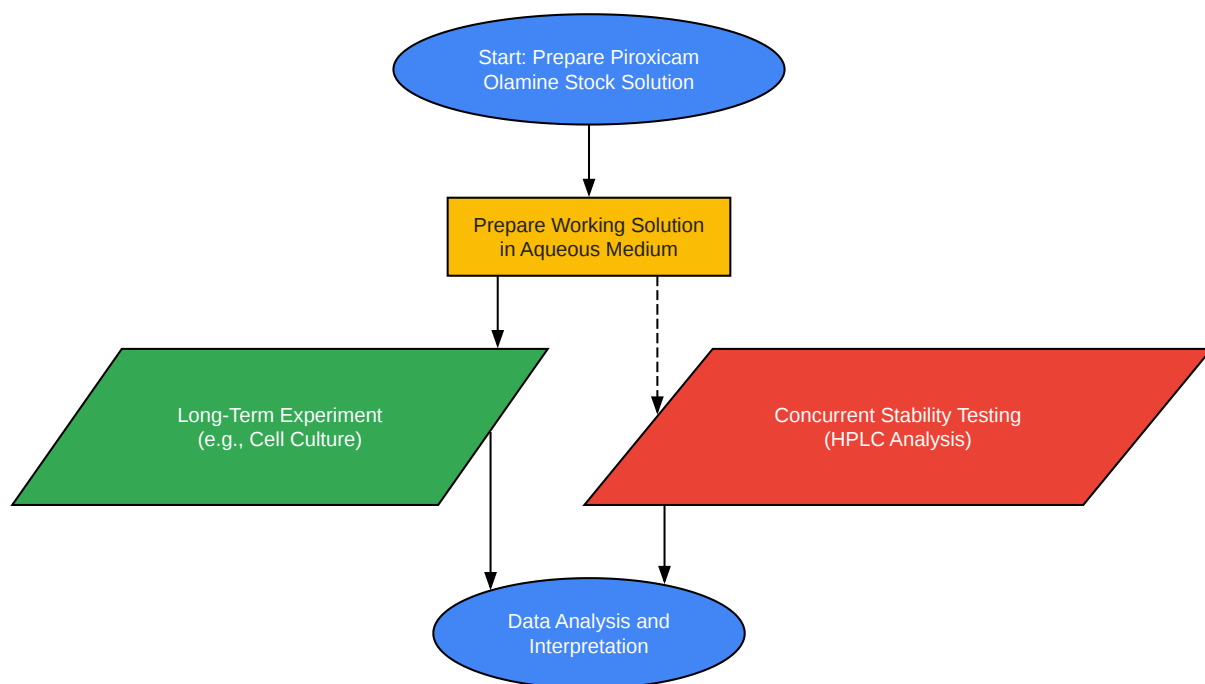 Start: Prepare Piroxicam
Olamine Stock Solution
Prepare Working Solution
in Aqueous Medium
Long-Term Experiment
(e.g., Cell Culture)
Concurrent Stability Testing
(HPLC Analysis)
Data Analysis and
Interpretation